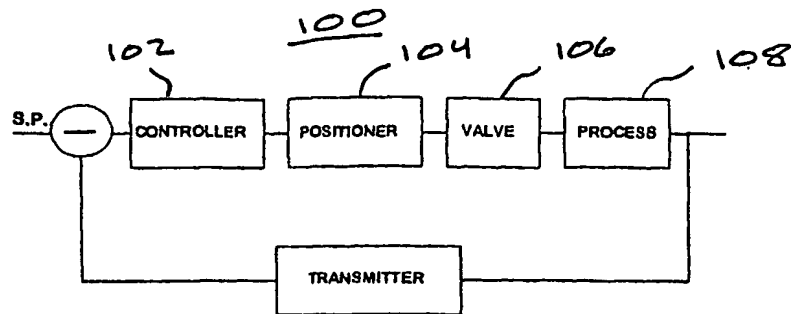 100
102
104
106
108
S.P.
CONTROLLER
POSITIONER
VALVE
PROCESS
TRANSMITTER